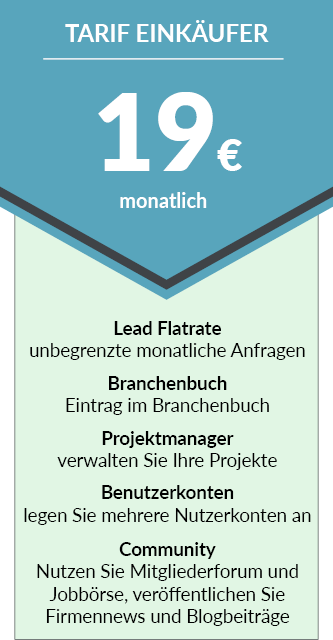 TARIF EINKÄUFER
19€
monatlich
Lead Flatrate
unbegrenzte monatliche Anfragen
Branchenbuch
Eintrag im Branchenbuch
Projektmanager
verwalten Sie Ihre Projekte
Benutzerkonten
legen Sie mehrere Nutzerkonten an
Community
Nutzen Sie Mitgliederforum und
Jobbörse, veröffentlichen Sie
Firmennews und Blogbeiträge